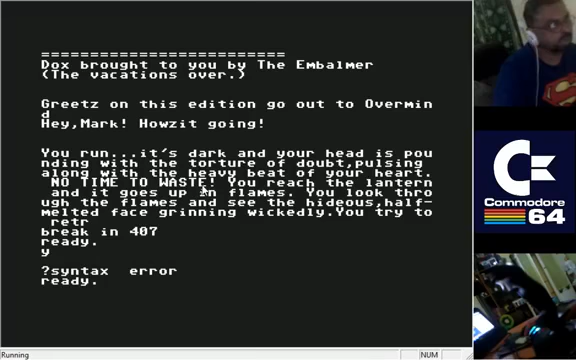 =========================
Dox brought to you by The Embalmer
(The vacations over.)
Greetz on this edition go out to Overmin
d
Hey,Mark! Howzit going!
You run...it's dark and your head is pou
nding with the torture of doubt,pulsing
along with the heavy beat of your heart.
NO TIME TO WASTE! You reach the lantern
and it goes up in flames. You look thro
ugh the flames and see the hideous,half-
melted face grinning wickedly.You try to
retr
break in 407
ready.
y
?syntax  error
ready.
Commodore
64
Running
NUM